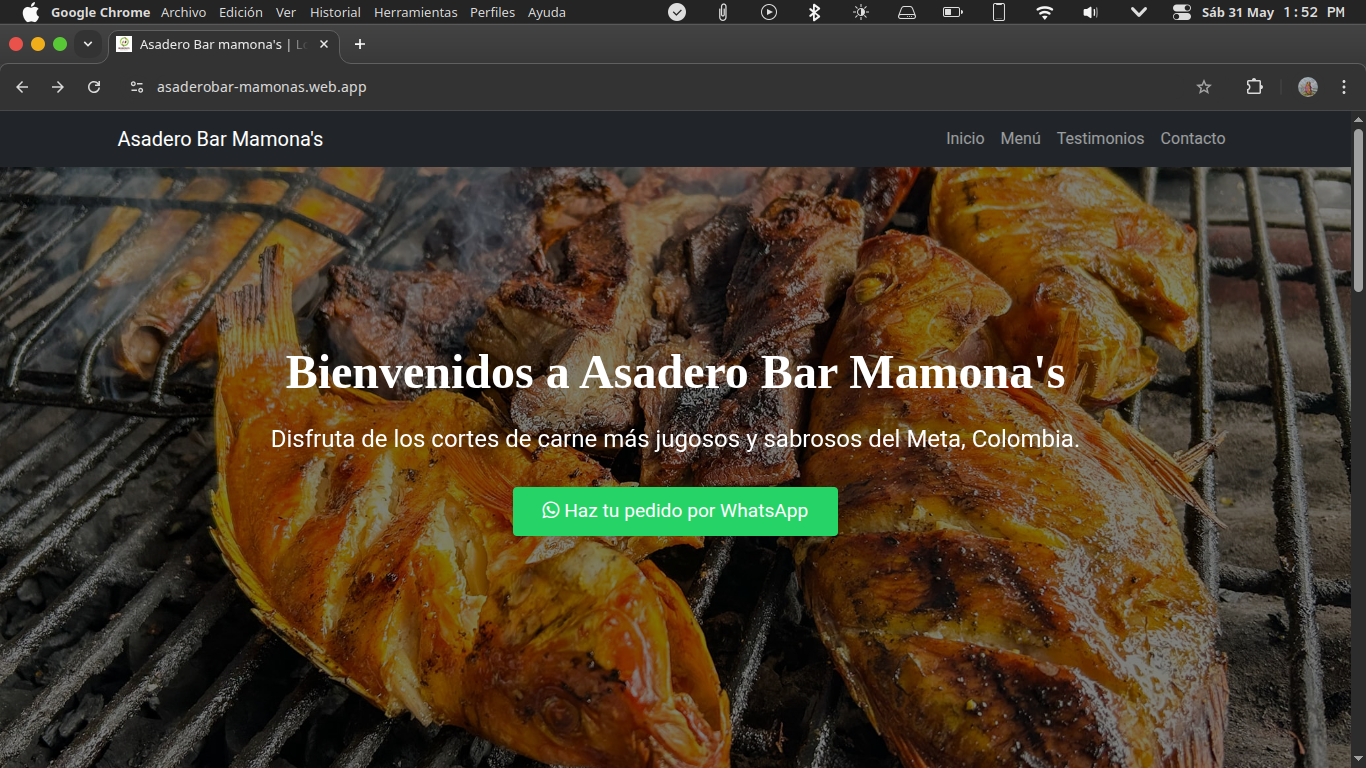 Google Chrome Archivo Edición Ver Historial Herramientas Perfiles Ayuda Sáb 31 May 1:52 PM
Asadero Bar mamona's |
asaderobar-mamonas.web.app
Asadero Bar Mamona's Inicio Menú Testimonios Contacto
Bienvenidos a Asadero Bar Mamona's
Disfruta de los cortes de carne más jugosos y sabrosos del Meta, Colombia.
Haz tu pedido por WhatsApp